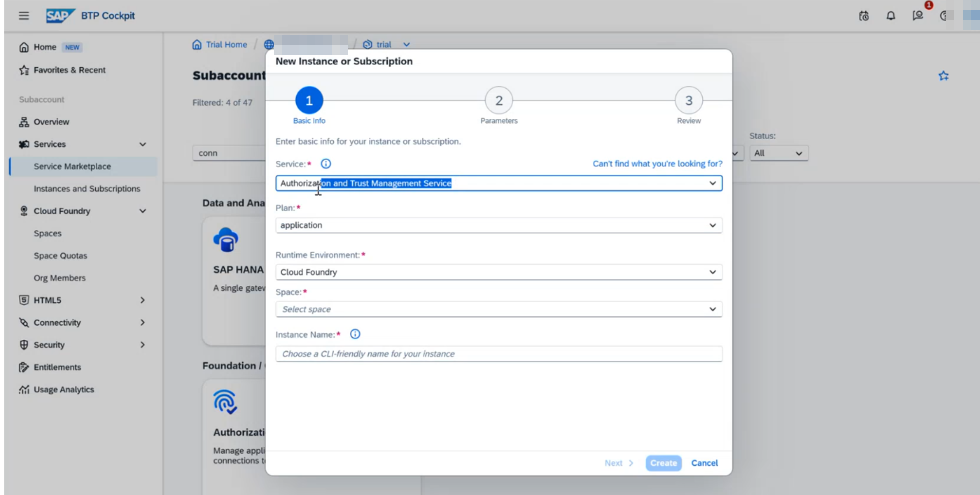 SAP BTP Cockpit
1
Home NEW
Favorites & Recent
Subaccount
Overview
Services
Service Marketplace
Instances and Subscriptions
Cloud Foundry
Spaces
Space Quotas
Org Members
HTML5
Connectivity
Security
Entitlements
Usage Analytics
Trial Home / / trial
Subaccount
Filtered: 4 of 47
conn
Status:
All
Data and Ana
SAP HANA
A single gatew
Foundation /
Authorizati
Manage appli
connections to
New Instance or Subscription
1 2 3
Basic Info Parameters Review
Enter basic info for your instance or subscription.
Service:* Can't find what you're looking for?
Authorization and Trust Management Service
Plan:*
application
Runtime Environment:*
Cloud Foundry
Space:*
Select space
Instance Name:*
Choose a CLI-friendly name for your instance
Next > Create Cancel